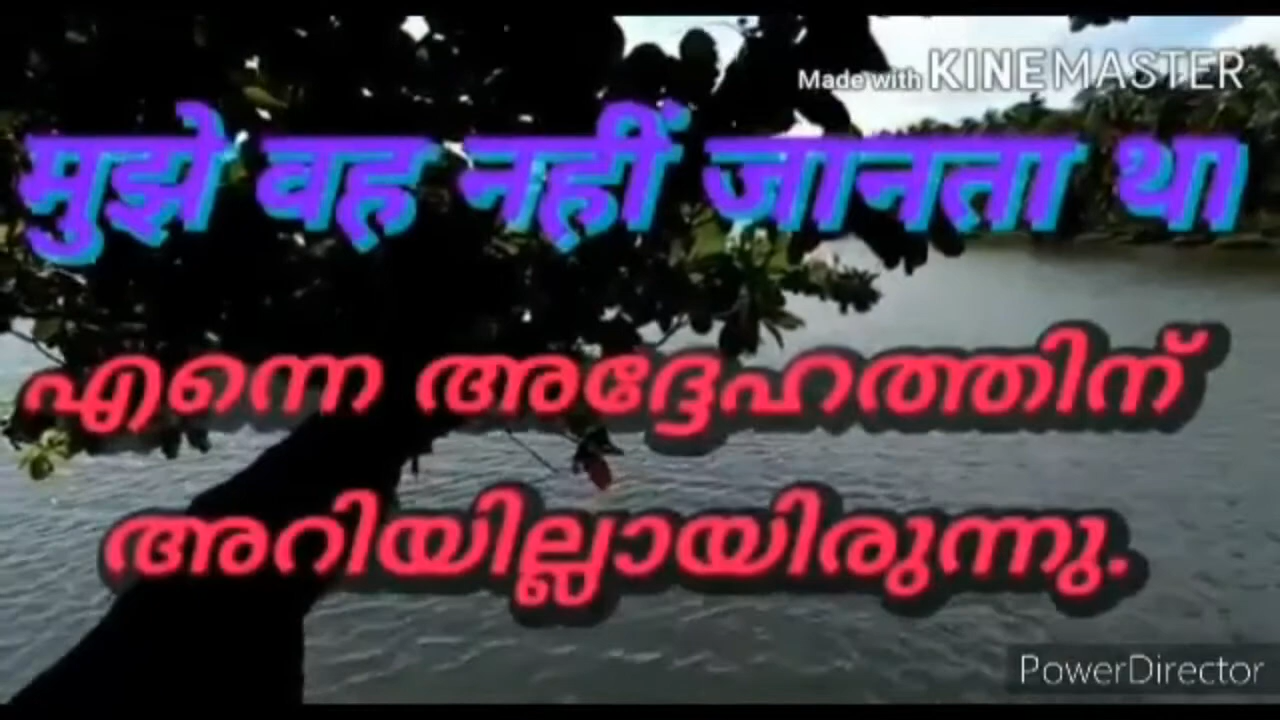 Made with KINEMASTER
मुझे वह नहीं जानता था
എന്നെ അദ്ദേഹത്തിന്
അറിയില്ലായിരുന്നു.
PowerDirector